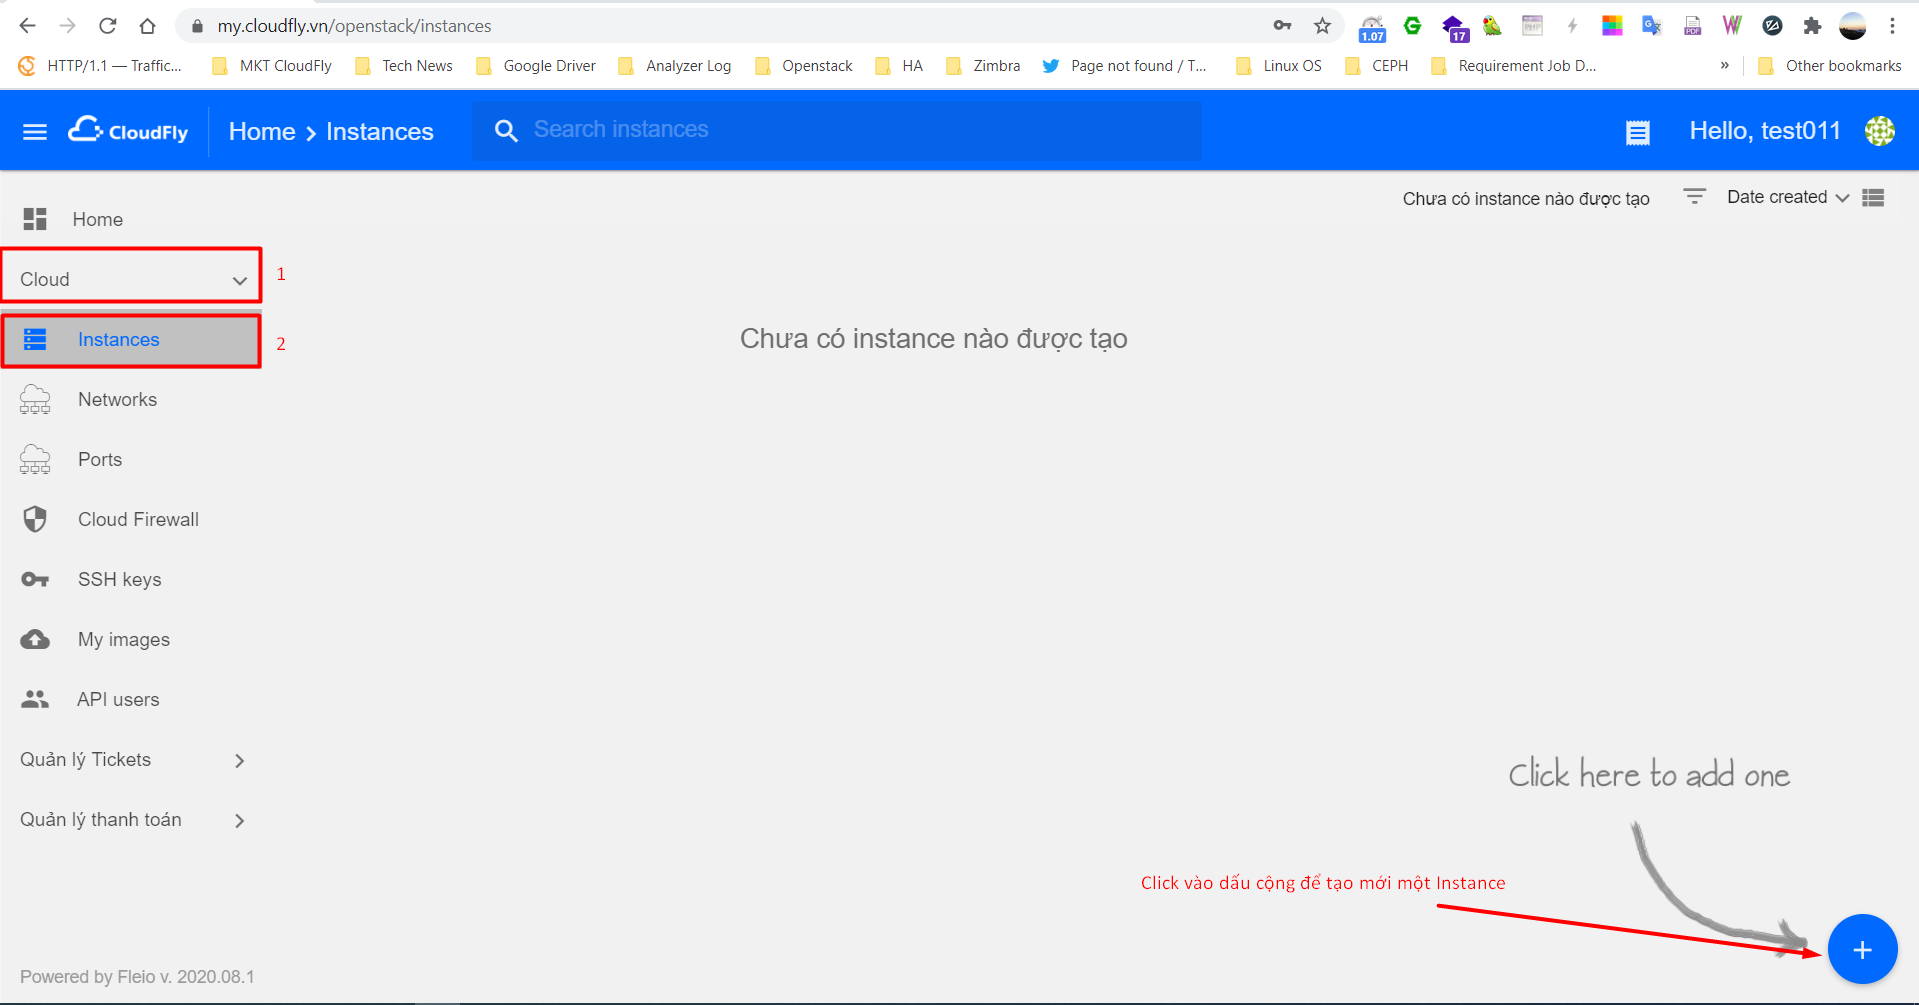 my.cloudfly.vn/openstack/instances
1.07
17
PHP
PDF
HTTP/1.1 — Traffic...
MKT CloudFly
Tech News
Google Driver
Analyzer Log
Openstack
HA
Zimbra
Page not found / T...
Linux OS
CEPH
Requirement Job D...
»
Other bookmarks
CloudFly
Home
Instances
Search instances
Hello, test011
Chưa có instance nào được tạo
Date created
Home
Cloud
1
Instances
2
Chưa có instance nào được tạo
Networks
Ports
Cloud Firewall
SSH keys
My images
API users
Quản lý Tickets
Quản lý thanh toán
Click here to add one
Click vào dấu cộng để tạo mới một Instance
+
Powered by Fleio v. 2020.08.1